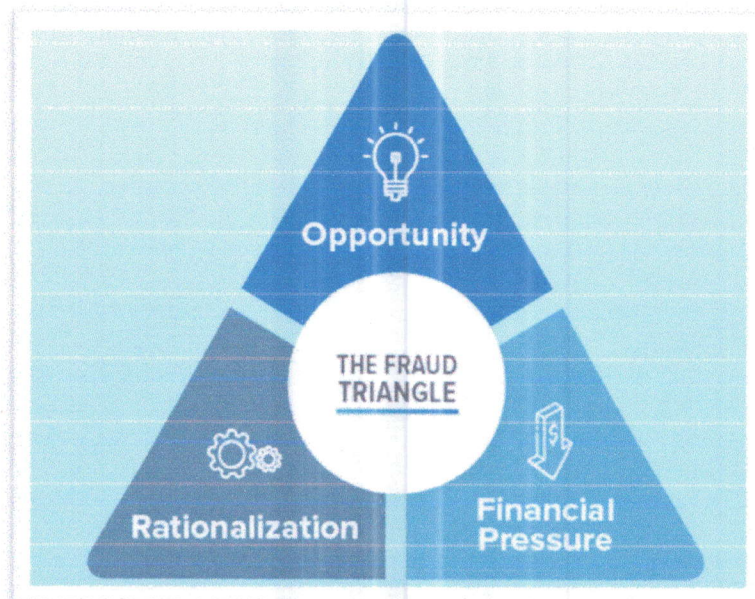 Opportunity
THE FRAUD
TRIANGLE
Rationalization
Financial
Pressure
$